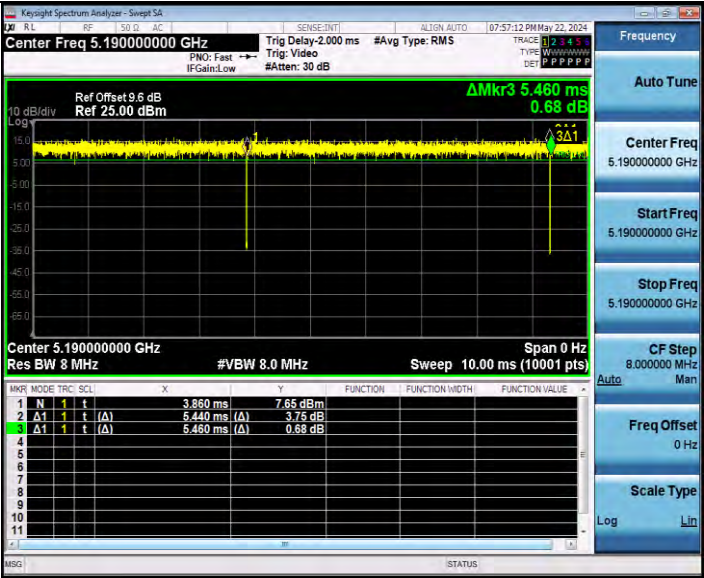 Keysight Spectrum Analyzer - Swept SA
RL RF 50 Ω AC SENSE:INT ALIGN AUTO 07:57:12 PM May 22, 2024
Center Freq 5.190000000 GHz
PNO: Fast
IFGain:Low
Trig Delay-2.000 ms
Trig: Video
#Atten: 30 dB
#Avg Type: RMS
TRACE 1 2 3 4 5 6
TYPE WWWWWW
DET P P P P P P
Ref Offset 9.6 dB
10 dB/div Ref 25.00 dBm
Log
ΔMkr3 5.460 ms
0.68 dB
15.0
5.00
-5.00
-15.0
-25.0
-35.0
-45.0
-55.0
-65.0
1
3Δ1
Center 5.190000000 GHz Span 0 Hz
Res BW 8 MHz #VBW 8.0 MHz Sweep 10.00 ms (10001 pts)
MKR MODE TRC SCL X Y FUNCTION FUNCTION WIDTH FUNCTION VALUE
1 N 1 t 3.860 ms 7.65 dBm
2 Δ1 1 t (Δ) 5.440 ms (Δ) 3.75 dB
3 Δ1 1 t (Δ) 5.460 ms (Δ) 0.68 dB
4
5
6
7
8
9
10
11
MSG STATUS
Frequency
Auto Tune
Center Freq
5.190000000 GHz
Start Freq
5.190000000 GHz
Stop Freq
5.190000000 GHz
CF Step
8.000000 MHz
Auto Man
Freq Offset
0 Hz
Scale Type
Log Lin